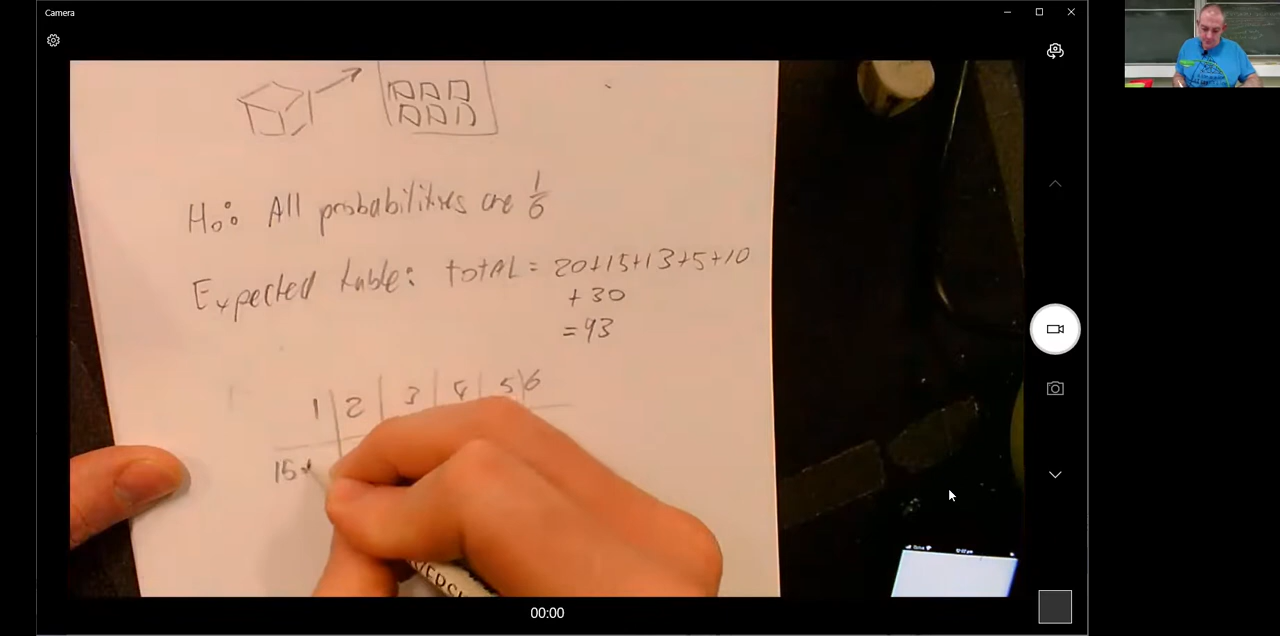 Camera
H₀: All probabilities are 1/6
Expected table: total = 20+15+13+5+10
+ 30
= 93
1 2 3 4 5 6
15
00:00